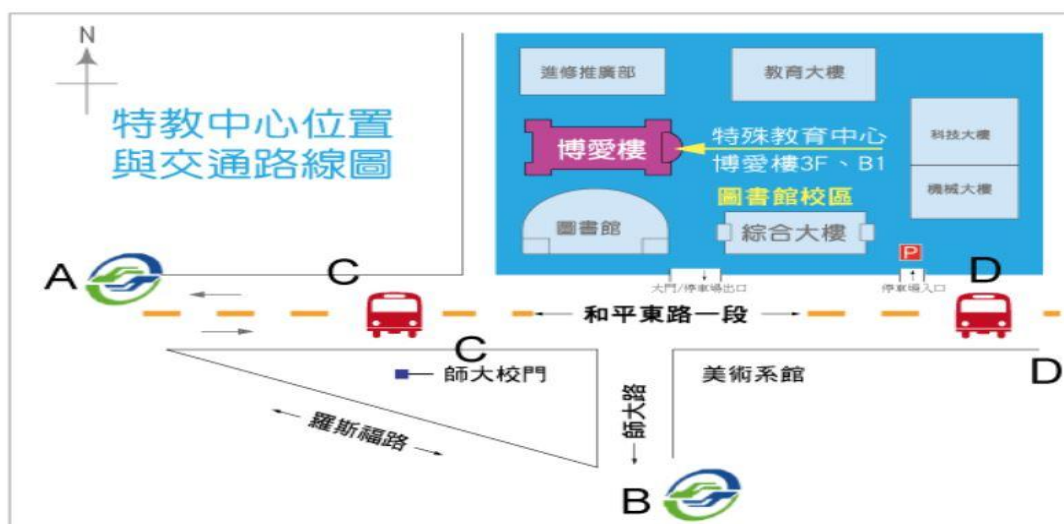 N
特教中心位置
與交通路線圖
進修推廣部
教育大樓
博愛樓
特殊教育中心
博愛樓3F、B1
科技大樓
機械大樓
圖書館校區
圖書館
綜合大樓
P
A
C
D
大門/停車場出口
停車場入口
和平東路一段
C
師大校門
美術系館
D
羅斯福路
師大路
B